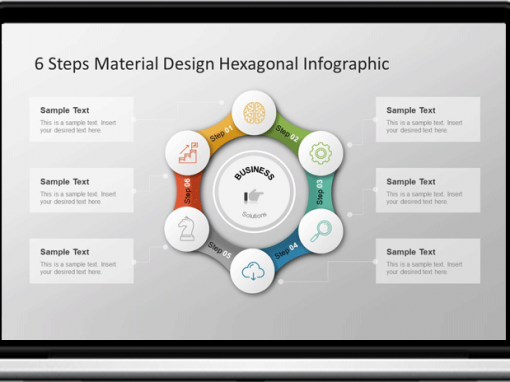 6 Steps Material Design Hexagonal Infographic
Sample Text
This is a sample text. Insert
your desired text here.
Sample Text
This is a sample text. Insert
your desired text here.
Sample Text
This is a sample text. Insert
your desired text here.
Step 01
Step 02
Step 03
Step 04
Step 05
Step 06
BUSINESS
Solutions
Sample Text
This is a sample text. Insert
your desired text here.
Sample Text
This is a sample text. Insert
your desired text here.
Sample Text
This is a sample text. Insert
your desired text here.